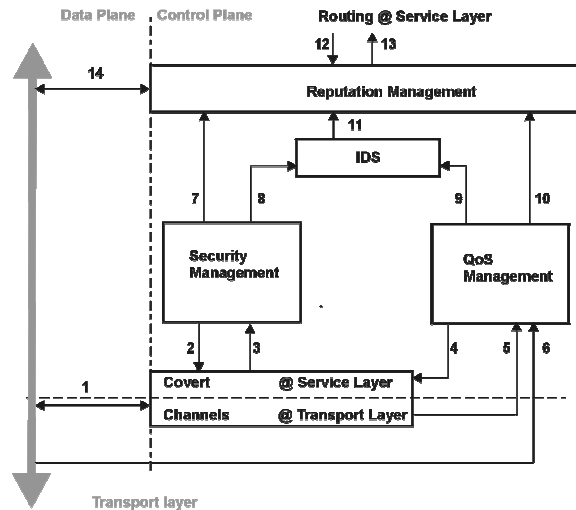 Data Plane Control Plane Routing @ Service Layer
12 13
14
Reputation Management
11
IDS
7 8 9 10
Security
Management
QoS
Management
2 3 4 5 6
1
Covert @ Service Layer
Channels @ Transport Layer
Transport layer